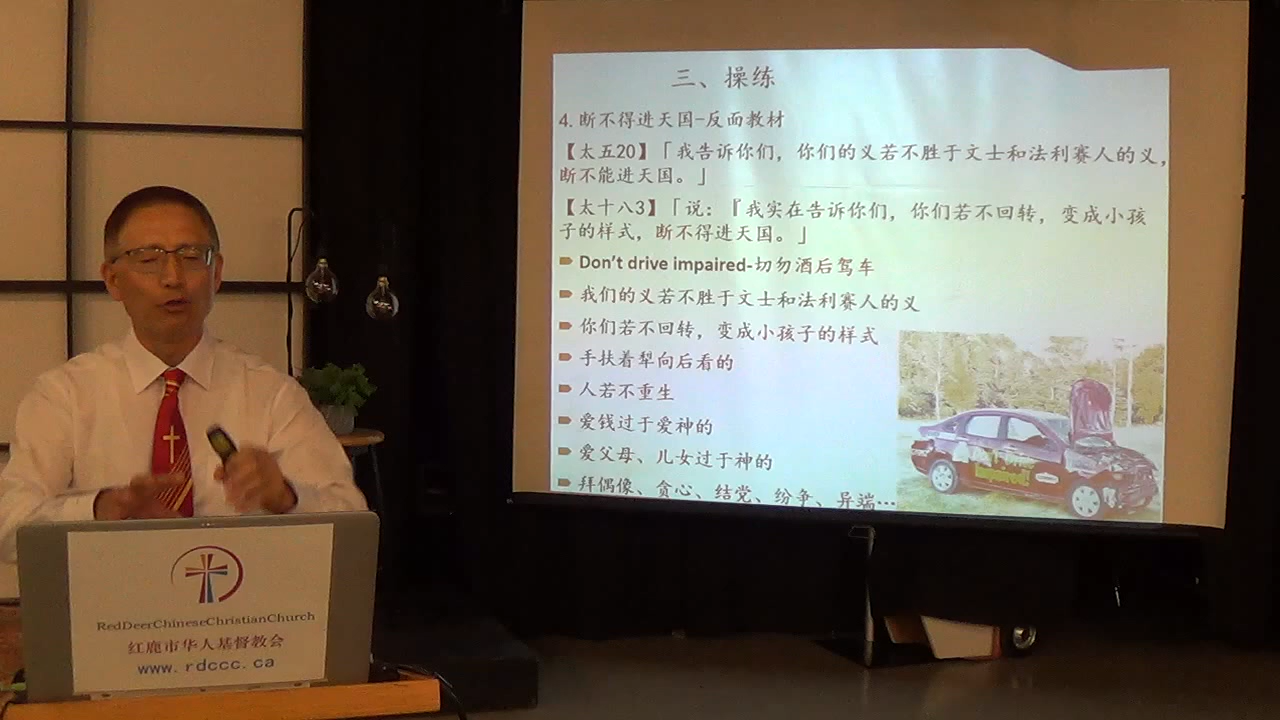 三、操练
4. 断不得进天国-反面教材
【太五20】「我告诉你们，你们的义若不胜于文士和法利赛人的义，
断不能进天国。」
【太十八3】「说：『我实在告诉你们，你们若不回转，变成小孩
子的样式，断不得进天国。」
Don't drive impaired-切勿酒后驾车
我们的义若不胜于文士和法利赛人的义
你们若不回转，变成小孩子的样式
手扶着犁向后看的
人若不重生
爱钱过于爱神的
爱父母、儿女过于神的
拜偶像、贪心、结党、纷争、异端…
impaired!
RedDeerChineseChristianChurch
红鹿市华人基督教会
www.rdccc.ca